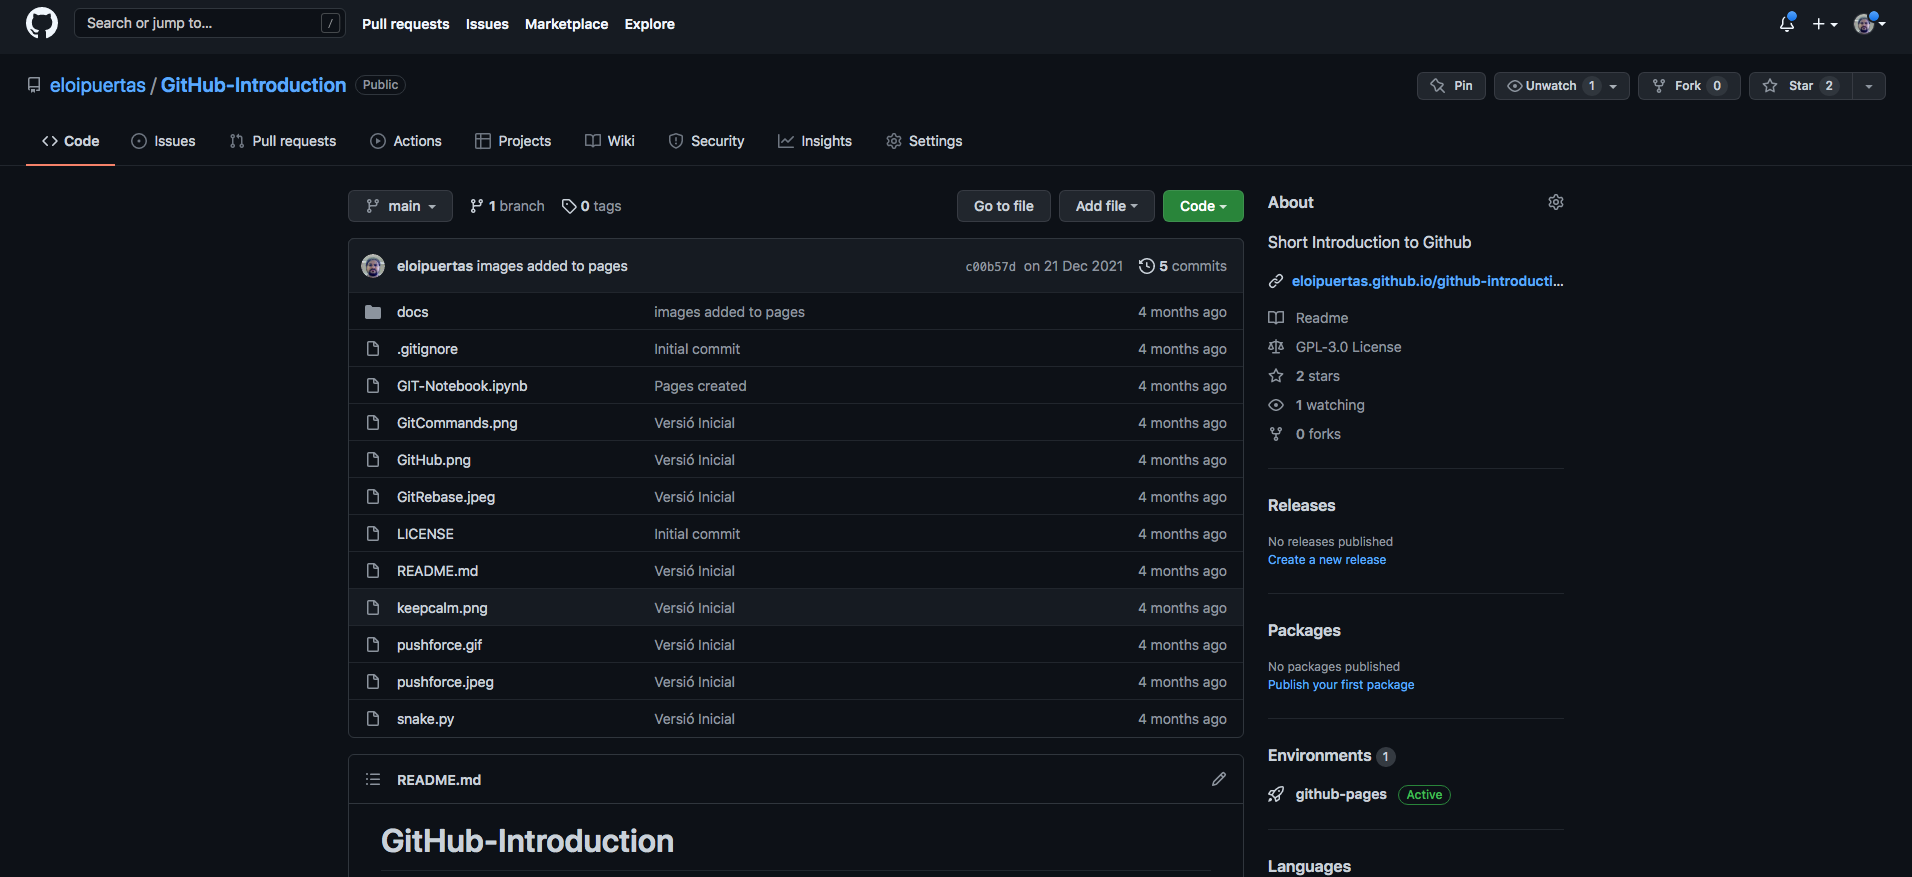 Search or jump to... /
Pull requests Issues Marketplace Explore
eloipuertas / GitHub-Introduction Public
Pin Unwatch 1 Fork 0 Star 2
Code Issues Pull requests Actions Projects Wiki Security Insights Settings
main 1 branch 0 tags Go to file Add file Code
eloipuertas images added to pages c00b57d on 21 Dec 2021 5 commits
docs images added to pages 4 months ago
.gitignore Initial commit 4 months ago
GIT-Notebook.ipynb Pages created 4 months ago
GitCommands.png Versió Inicial 4 months ago
GitHub.png Versió Inicial 4 months ago
GitRebase.jpeg Versió Inicial 4 months ago
LICENSE Initial commit 4 months ago
README.md Versió Inicial 4 months ago
keepcalm.png Versió Inicial 4 months ago
pushforce.gif Versió Inicial 4 months ago
pushforce.jpeg Versió Inicial 4 months ago
snake.py Versió Inicial 4 months ago
README.md
GitHub-Introduction
About
Short Introduction to Github
eloipuertas.github.io/github-introducti...
Readme
GPL-3.0 License
2 stars
1 watching
0 forks
Releases
No releases published
Create a new release
Packages
No packages published
Publish your first package
Environments 1
github-pages Active
Languages